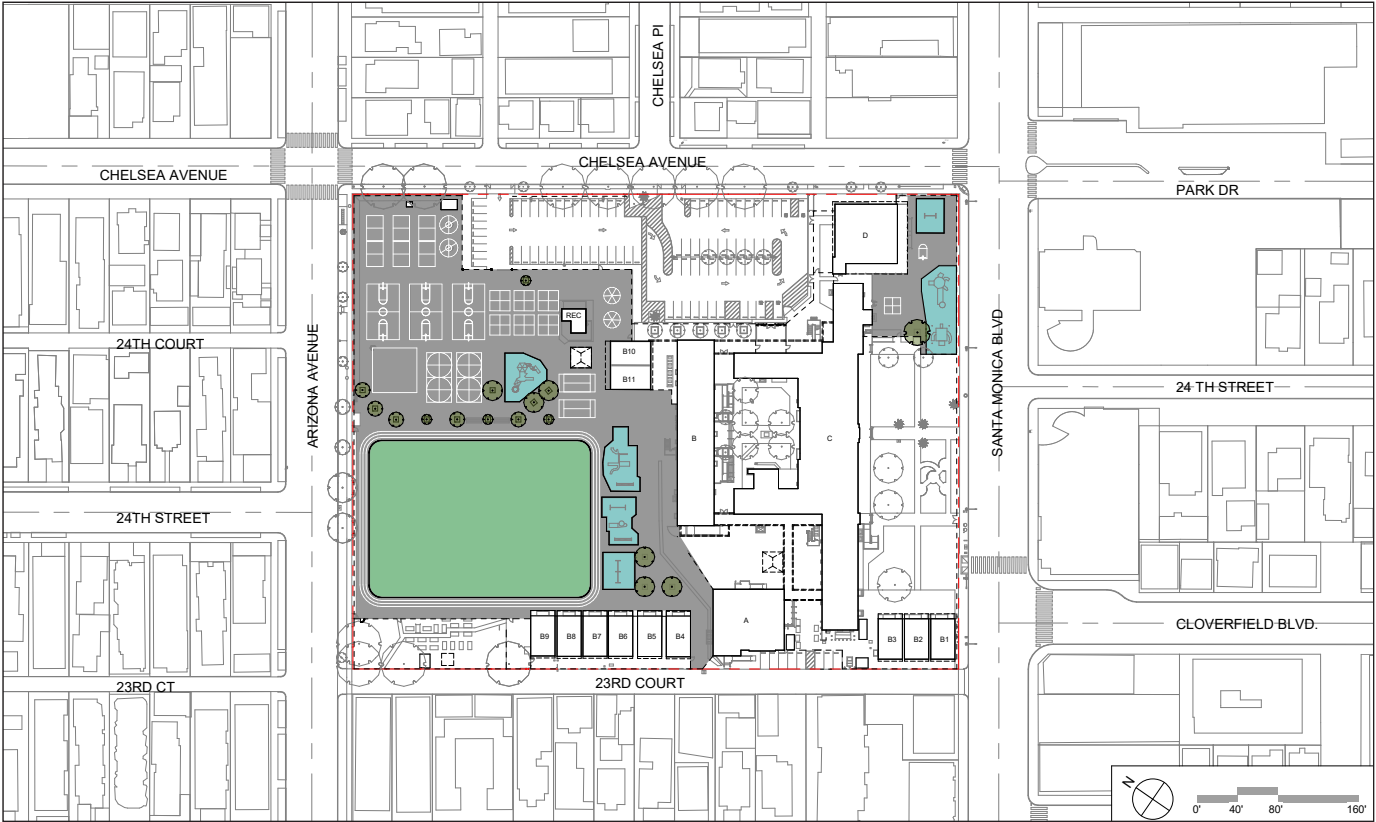 CHELSEA Pl
CHELSEA AVENUE
CHELSEA AVENUE
PARK DR
D
ARIZONA AVENUE
REC
SANTA MONICA BLVD
24TH COURT
B10
B11
24 TH STREET
B
C
24TH STREET
A
CLOVERFIELD BLVD.
B9
B8
B7
B6
B5
B4
B3
B2
B1
23RD CT
23RD COURT
N
0'
40'
80'
160'